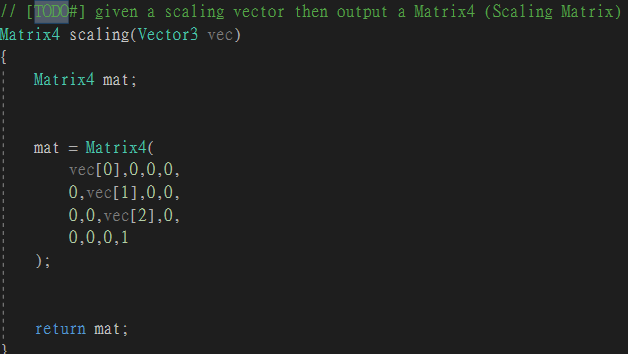 // [TODO#] given a scaling vector then output a Matrix4 (Scaling Matrix)
Matrix4 scaling(Vector3 vec)
{
    Matrix4 mat;
    mat = Matrix4(
        vec[0],0,0,0,
        0,vec[1],0,0,
        0,0,vec[2],0,
        0,0,0,1
    );
    return mat;
}